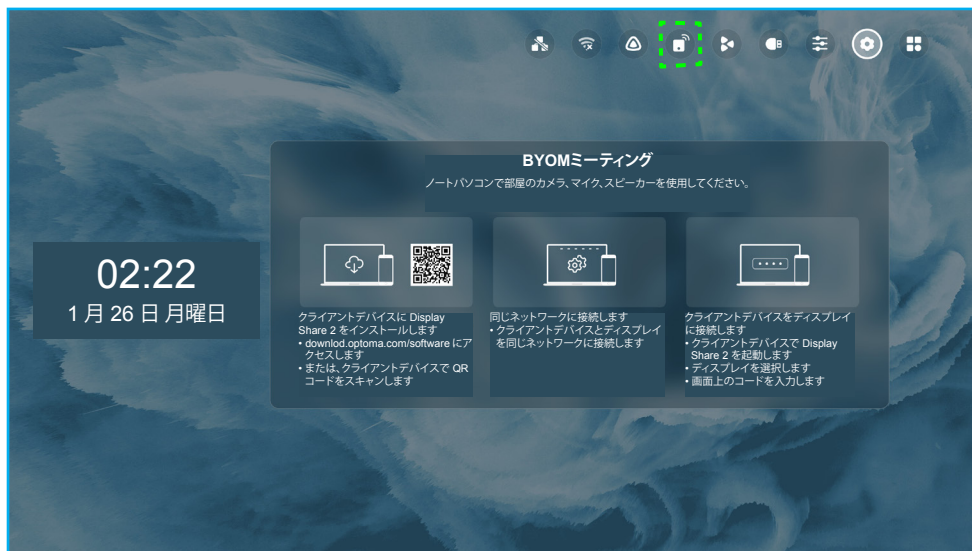 BYOMミーティング
ノートパソコンで部屋のカメラ、マイク、スピーカーを使用してください。
02:22
1 月 26 日 月曜日
クライアントデバイスに Display
Share 2 をインストールします
• downlod.optoma.com/software にア
クセスします
• または、クライアントデバイスで QR
コードをスキャンします
同じネットワークに接続します
• クライアントデバイスとディスプレイ
を同じネットワークに接続します
クライアントデバイスをディスプレイ
に接続します
• クライアントデバイスで Display
Share 2 を起動します
• ディスプレイを選択します
• 画面上のコードを入力します